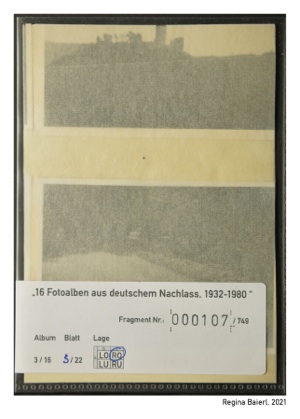 „16 Fotoalben aus deutschem Nachlass, 1932-1980 “
Fragment Nr.: 000107 / 749
Album Blatt Lage
3 / 16 5 / 22 LO RO
LU RU
Regina Baierl, 2021